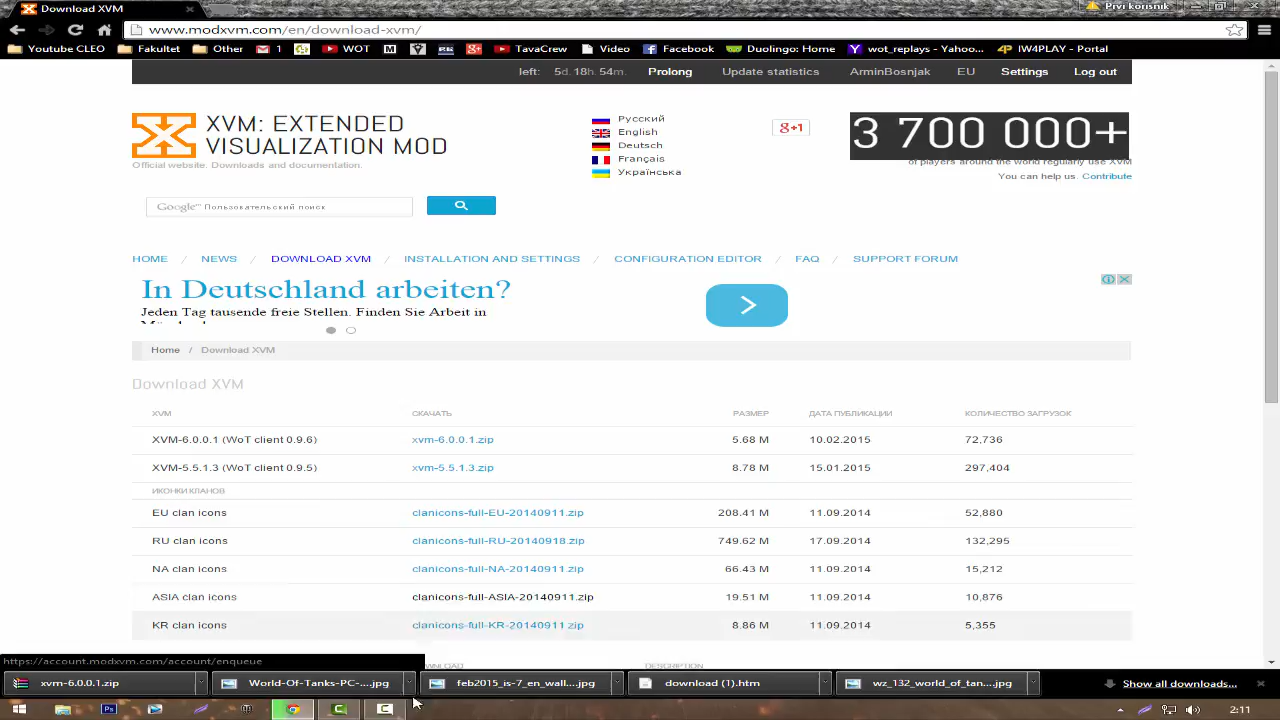 Download XVM
Prvi korisnik
www.modxvm.com/en/download-xvm/
Youtube CLEO Fakultet Other 1 WOT TavaCrew Video Facebook Duolingo: Home wot_replays - Yahoo... IW4PLAY - Portal
left: 5d. 18h. 54m. Prolong Update statistics ArminBosnjak EU Settings Log out
XVM: EXTENDED
VISUALIZATION MOD
Official website. Downloads and documentation.
Русский
English
Deutsch
Français
Українська
g+1
3 700 000+
of players around the world regularly use XVM
You can help us. Contribute
Google™ Пользовательский поиск
HOME / NEWS / DOWNLOAD XVM / INSTALLATION AND SETTINGS / CONFIGURATION EDITOR / FAQ / SUPPORT FORUM
In Deutschland arbeiten?
Jeden Tag tausende freie Stellen. Finden Sie Arbeit in
Home / Download XVM
Download XVM
XVM СКАЧАТЬ РАЗМЕР ДАТА ПУБЛИКАЦИИ КОЛИЧЕСТВО ЗАГРУЗОК
XVM-6.0.0.1 (WoT client 0.9.6) xvm-6.0.0.1.zip 5.68 M 10.02.2015 72,736
XVM-5.5.1.3 (WoT client 0.9.5) xvm-5.5.1.3.zip 8.78 M 15.01.2015 297,404
ИКОНКИ КЛАНОВ
EU clan icons clanicons-full-EU-20140911.zip 208.41 M 11.09.2014 52,880
RU clan icons clanicons-full-RU-20140918.zip 749.62 M 17.09.2014 132,295
NA clan icons clanicons-full-NA-20140911.zip 66.43 M 11.09.2014 15,212
ASIA clan icons clanicons-full-ASIA-20140911.zip 19.51 M 11.09.2014 10,876
KR clan icons clanicons-full-KR-20140911.zip 8.86 M 11.09.2014 5,355
https://account.modxvm.com/account/enqueue
DESCRIPTION
xvm-6.0.0.1.zip World-Of-Tanks-PC-....jpg feb2015_is-7_en_wall....jpg download (1).htm wz_132_world_of_tan....jpg Show all downloads...
Ps 2:11